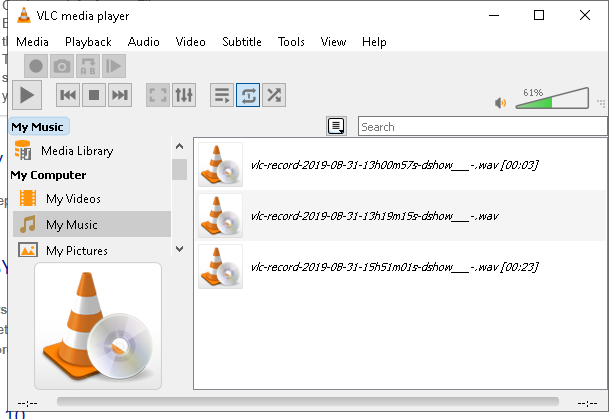 VLC media player
Media Playback Audio Video Subtitle Tools View Help
A B
61%
My Music
Search
Media Library
My Computer
My Videos
My Music
My Pictures
vlc-record-2019-08-31-13h00m57s-dshow___-.wav [00:03]
vlc-record-2019-08-31-13h19m15s-dshow___-.wav
vlc-record-2019-08-31-15h51m01s-dshow___-.wav [00:23]
--:-- --:--
10